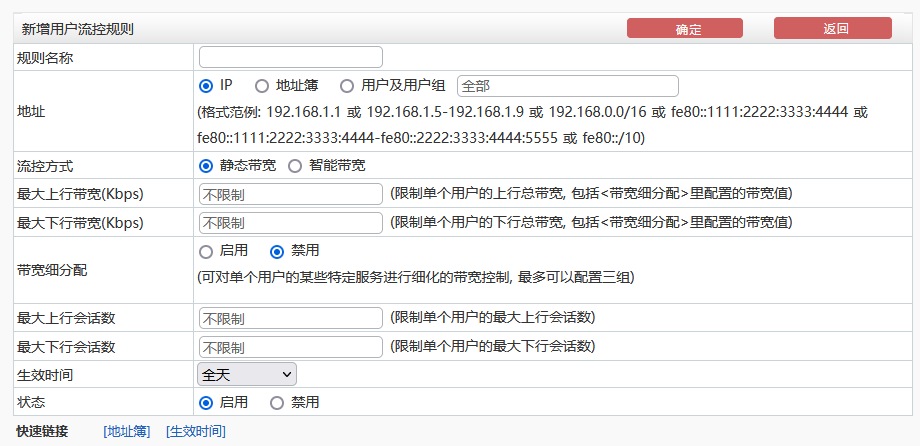 新增用户流控规则 确定 返回
规则名称
地址 IP 地址簿 用户及用户组 全部
(格式范例: 192.168.1.1 或 192.168.1.5-192.168.1.9 或 192.168.0.0/16 或 fe80::1111:2222:3333:4444 或
fe80::1111:2222:3333:4444-fe80::2222:3333:4444:5555 或 fe80::/10)
流控方式 静态带宽 智能带宽
最大上行带宽(Kbps) 不限制 (限制单个用户的上行总带宽, 包括<带宽细分配>里配置的带宽值)
最大下行带宽(Kbps) 不限制 (限制单个用户的下行总带宽, 包括<带宽细分配>里配置的带宽值)
带宽细分配 启用 禁用
(可对单个用户的某些特定服务进行细化的带宽控制, 最多可以配置三组)
最大上行会话数 不限制 (限制单个用户的最大上行会话数)
最大下行会话数 不限制 (限制单个用户的最大下行会话数)
生效时间 全天
状态 启用 禁用
快速链接 [地址簿] [生效时间]